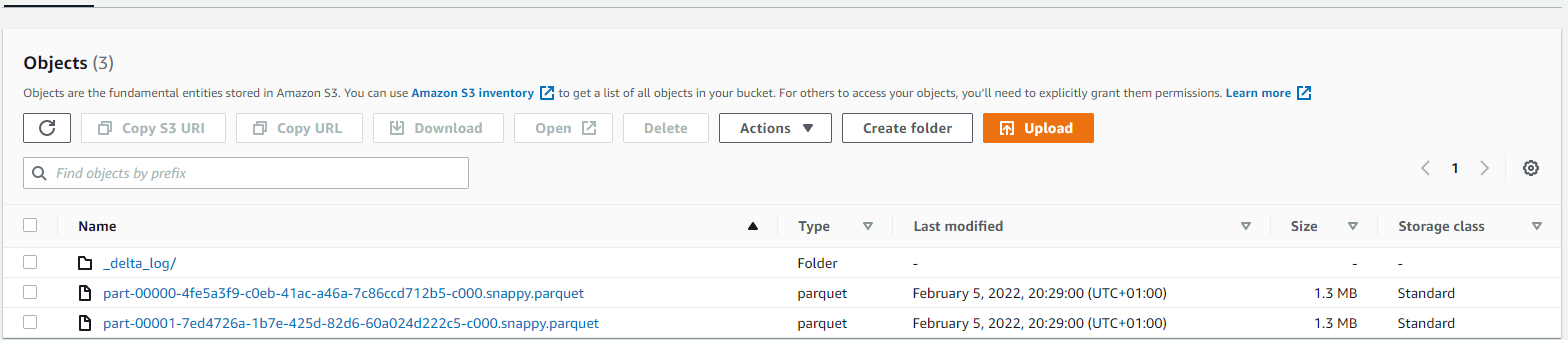 Objects (3)
Objects are the fundamental entities stored in Amazon S3. You can use Amazon S3 inventory to get a list of all objects in your bucket. For others to access your objects, you'll need to explicitly grant them permissions. Learn more
Copy S3 URI Copy URL Download Open Delete Actions Create folder Upload
Find objects by prefix 1
Name Type Last modified Size Storage class
_delta_log/ Folder - - -
part-00000-4fe5a3f9-c0eb-41ac-a46a-7c86ccd712b5-c000.snappy.parquet parquet February 5, 2022, 20:29:00 (UTC+01:00) 1.3 MB Standard
part-00001-7ed4726a-1b7e-425d-82d6-60a024d222c5-c000.snappy.parquet parquet February 5, 2022, 20:29:00 (UTC+01:00) 1.3 MB Standard